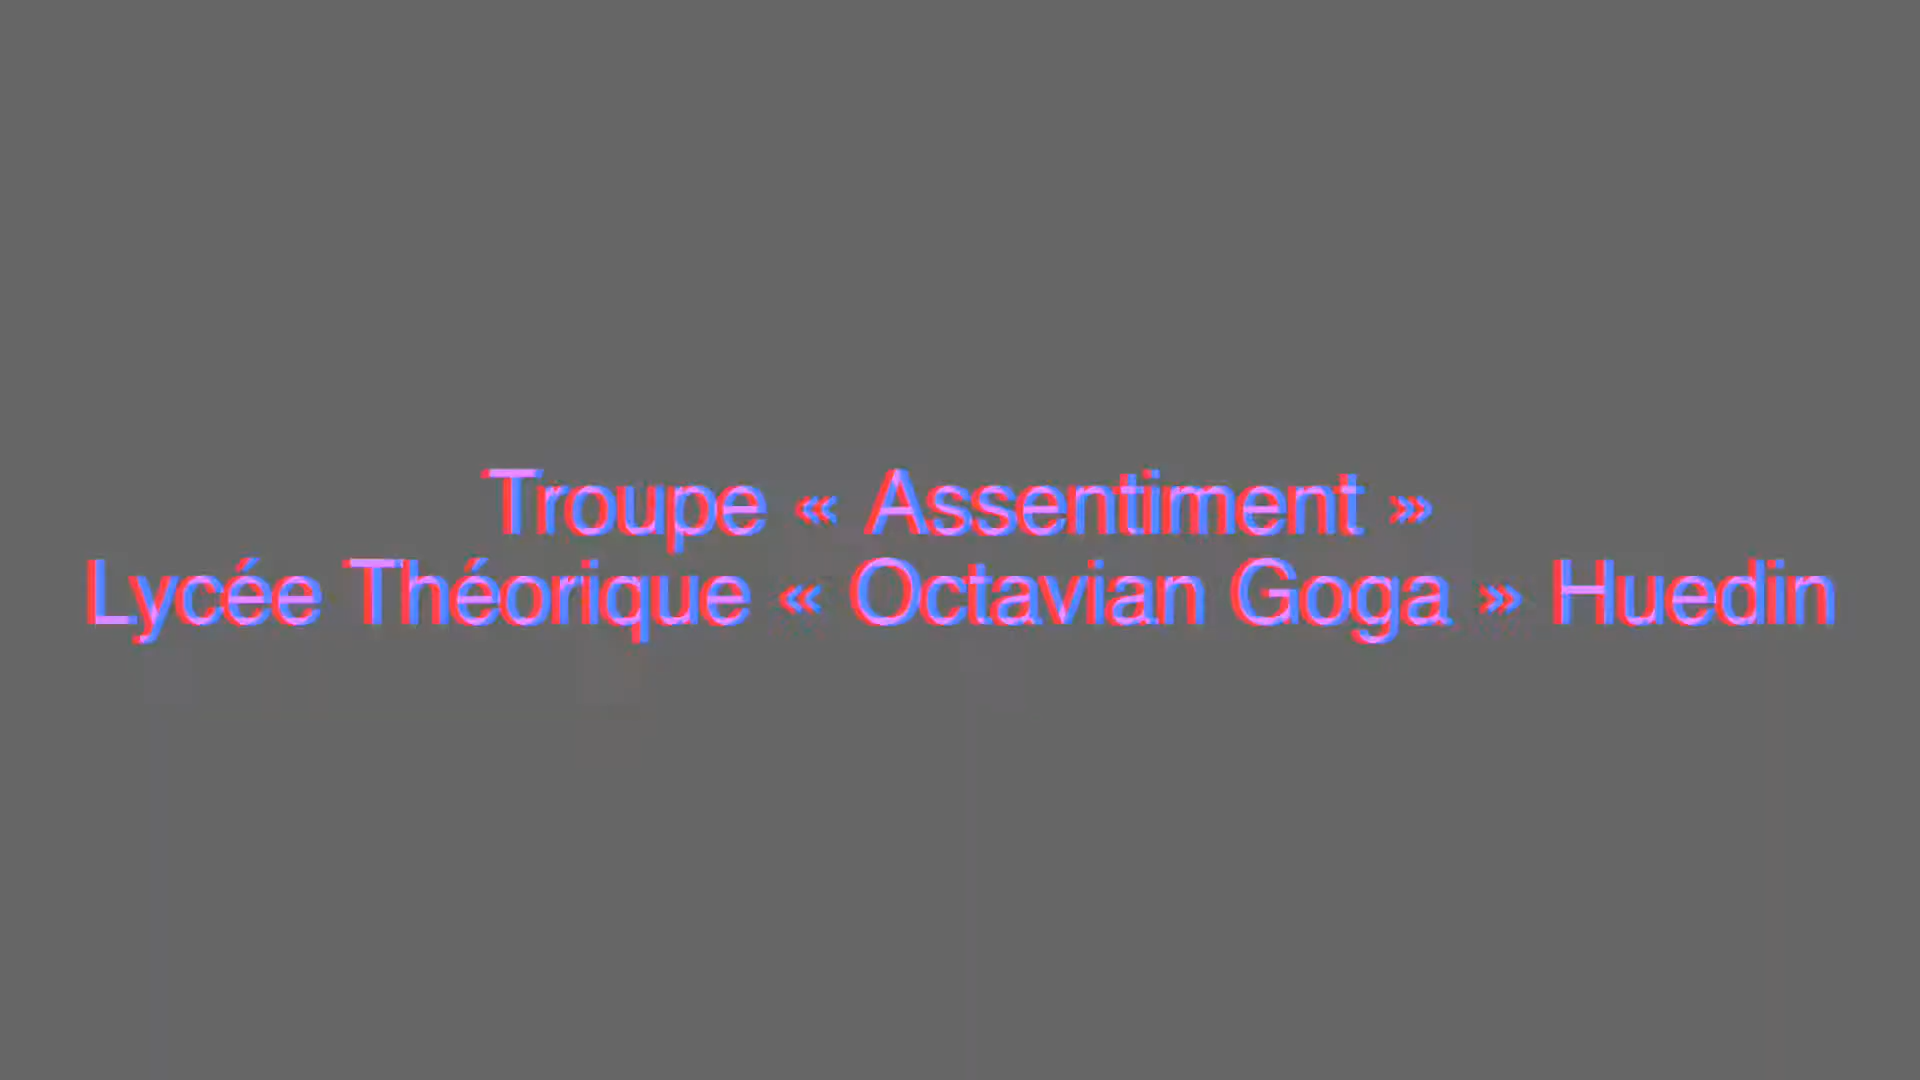 Troupe « Assentiment »
Lycée Théorique « Octavian Goga » Huedin